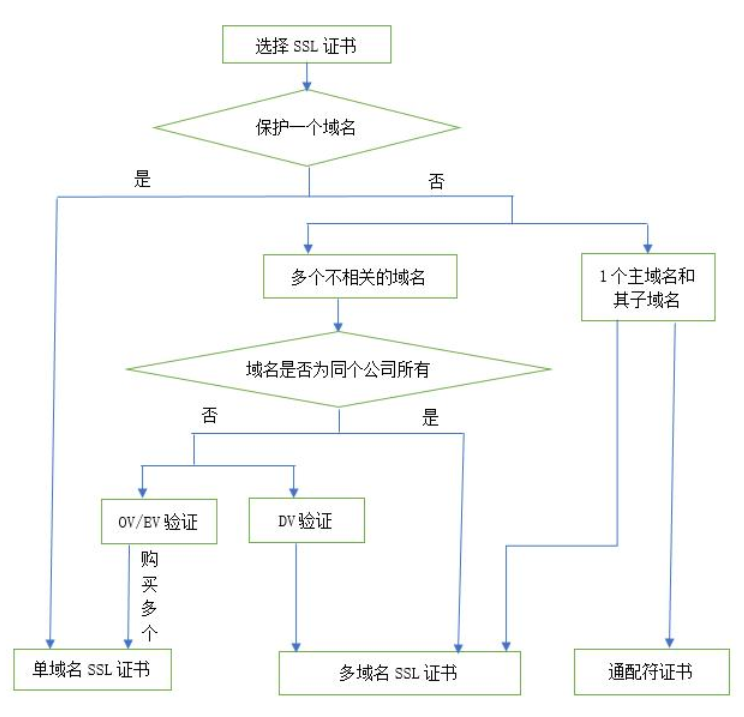 选择 SSL 证书
保护一个域名
是
否
多个不相关的域名
1个主域名和
其子域名
域名是否为同个公司所有
否
是
OV/EV 验证
DV 验证
购
买
多
个
单域名 SSL 证书
多域名 SSL 证书
通配符证书